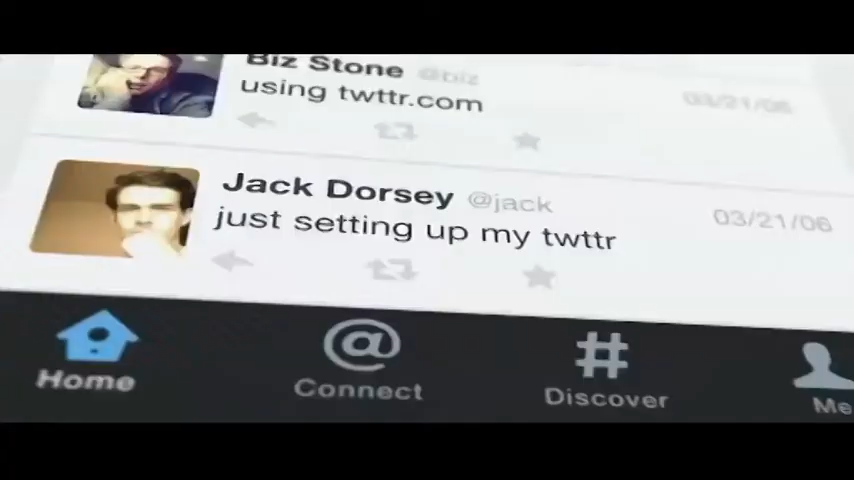 Biz Stone @biz
using twttr.com 03/21/06
Jack Dorsey @jack 03/21/06
just setting up my twttr
Home Connect Discover Me